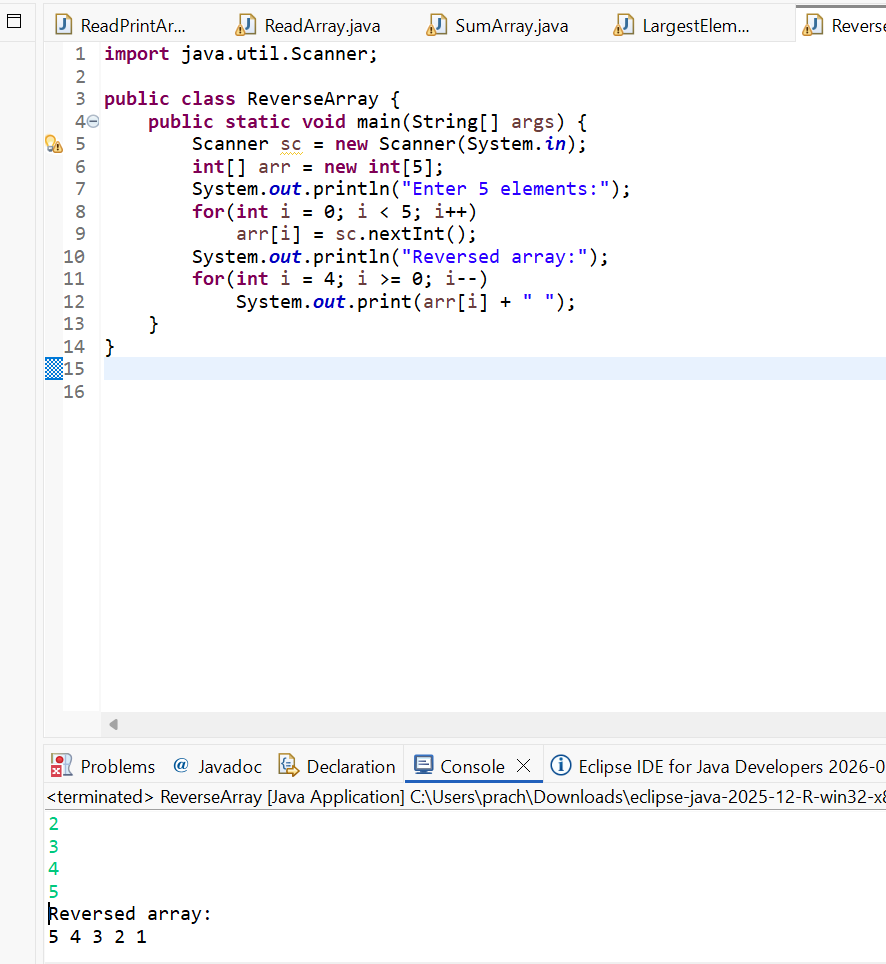 ReadPrintAr... ReadArray.java SumArray.java LargestElem... Reverse
1 import java.util.Scanner;
2
3 public class ReverseArray {
4 public static void main(String[] args) {
5 Scanner sc = new Scanner(System.in);
6 int[] arr = new int[5];
7 System.out.println("Enter 5 elements:");
8 for(int i = 0; i < 5; i++)
9 arr[i] = sc.nextInt();
10 System.out.println("Reversed array:");
11 for(int i = 4; i >= 0; i--)
12 System.out.print(arr[i] + " ");
13 }
14 }
15
16
Problems @ Javadoc Declaration Console Eclipse IDE for Java Developers 2026-0
<terminated> ReverseArray [Java Application] C:\Users\prach\Downloads\eclipse-java-2025-12-R-win32-x8
2
3
4
5
Reversed array:
5 4 3 2 1